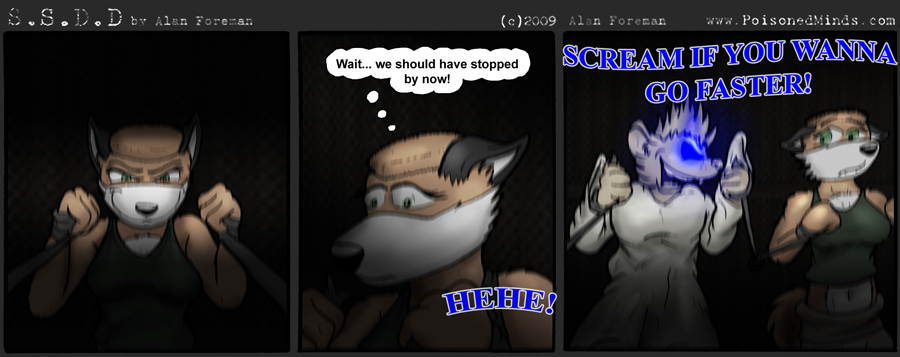 S.S.D.D by Alan Foreman (c)2009 Alan Foreman www.PoisonedMinds.com
Wait... we should have stopped
by now!
HEHE!
SCREAM IF YOU WANNA
GO FASTER!